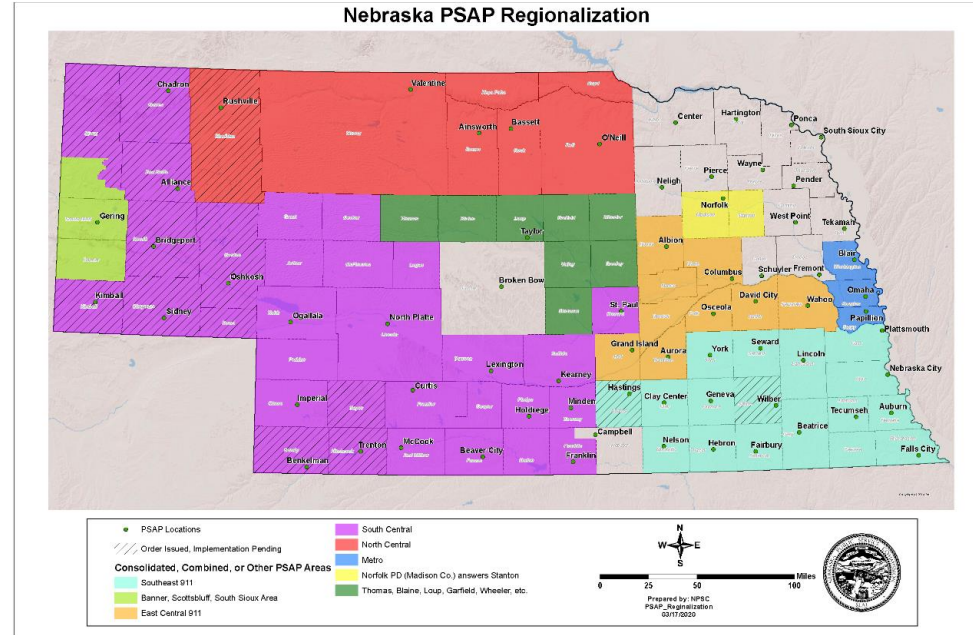 Nebraska PSAP Regionalization
Chadron
Rushville
Valentine
Ainsworth
Bassett
O'Neill
Center
Hartington
Ponca
South Sioux City
Neligh
Pierce
Wayne
Pender
Norfolk
West Point
Tekamah
Alliance
Gering
Bridgeport
Oshkosh
Kimball
Sidney
Taylor
Broken Bow
Albion
Columbus
Schuyler
Fremont
Blair
Omaha
Papillion
Plattsmouth
St. Paul
Osceola
David City
Wahoo
Ogallala
North Platte
Lexington
Kearney
Grand Island
Aurora
York
Seward
Lincoln
Nebraska City
Imperial
Curtis
Holdrege
Minden
Hastings
Clay Center
Geneva
Wilber
Tecumseh
Auburn
Beatrice
Campbell
Trenton
McCook
Beaver City
Franklin
Benkelman
Nelson
Hebron
Fairbury
Falls City
PSAP Locations
Order Issued, Implementation Pending
Consolidated, Combined, or Other PSAP Areas
Southeast 911
Banner, Scottsbluff, South Sioux Area
East Central 911
South Central
North Central
Metro
Norfolk PD (Madison Co.) answers Stanton
Thomas, Blaine, Loup, Garfield, Wheeler, etc.
N
W E
S
Miles
0 25 50 100
Prepared by: NPSC
PSAP_Reginalization
03/17/2020